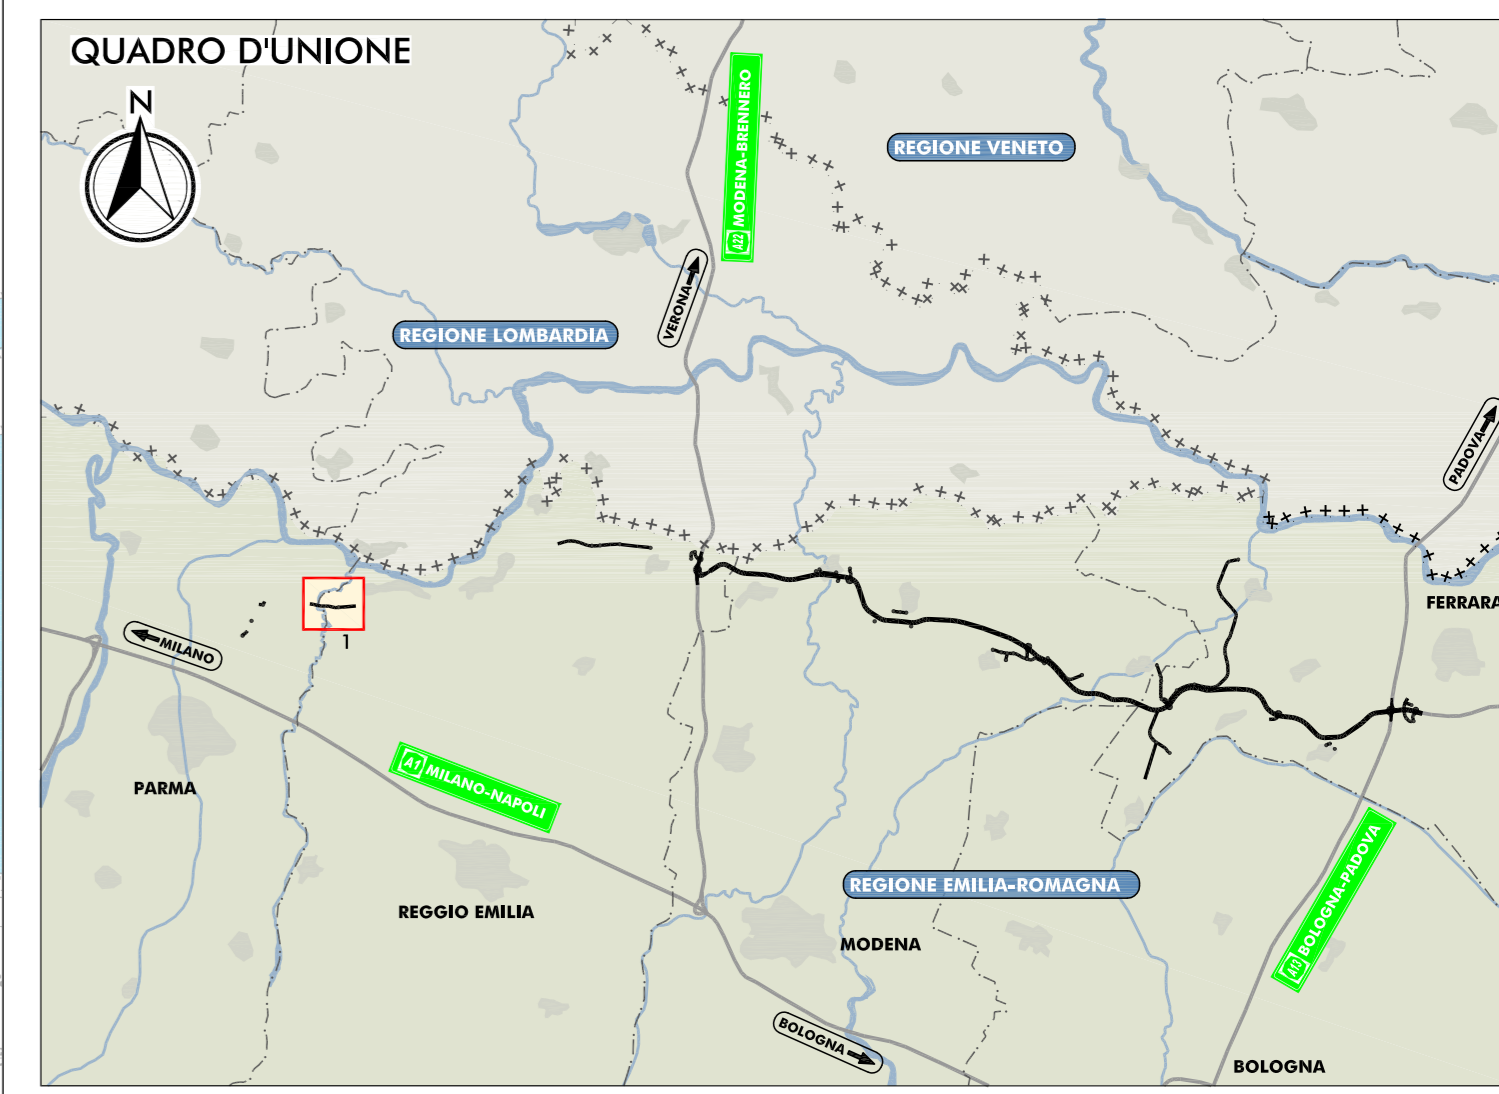 QUADRO D'UNIONE
N
A22 MODENA-BRENNERO
REGIONE VENETO
VERONA
REGIONE LOMBARDIA
PADOVA
FERRARA
1
MILANO
PARMA
A1 MILANO-NAPOLI
REGIONE EMILIA-ROMAGNA
A13 BOLOGNA-PADOVA
REGGIO EMILIA
MODENA
BOLOGNA
BOLOGNA